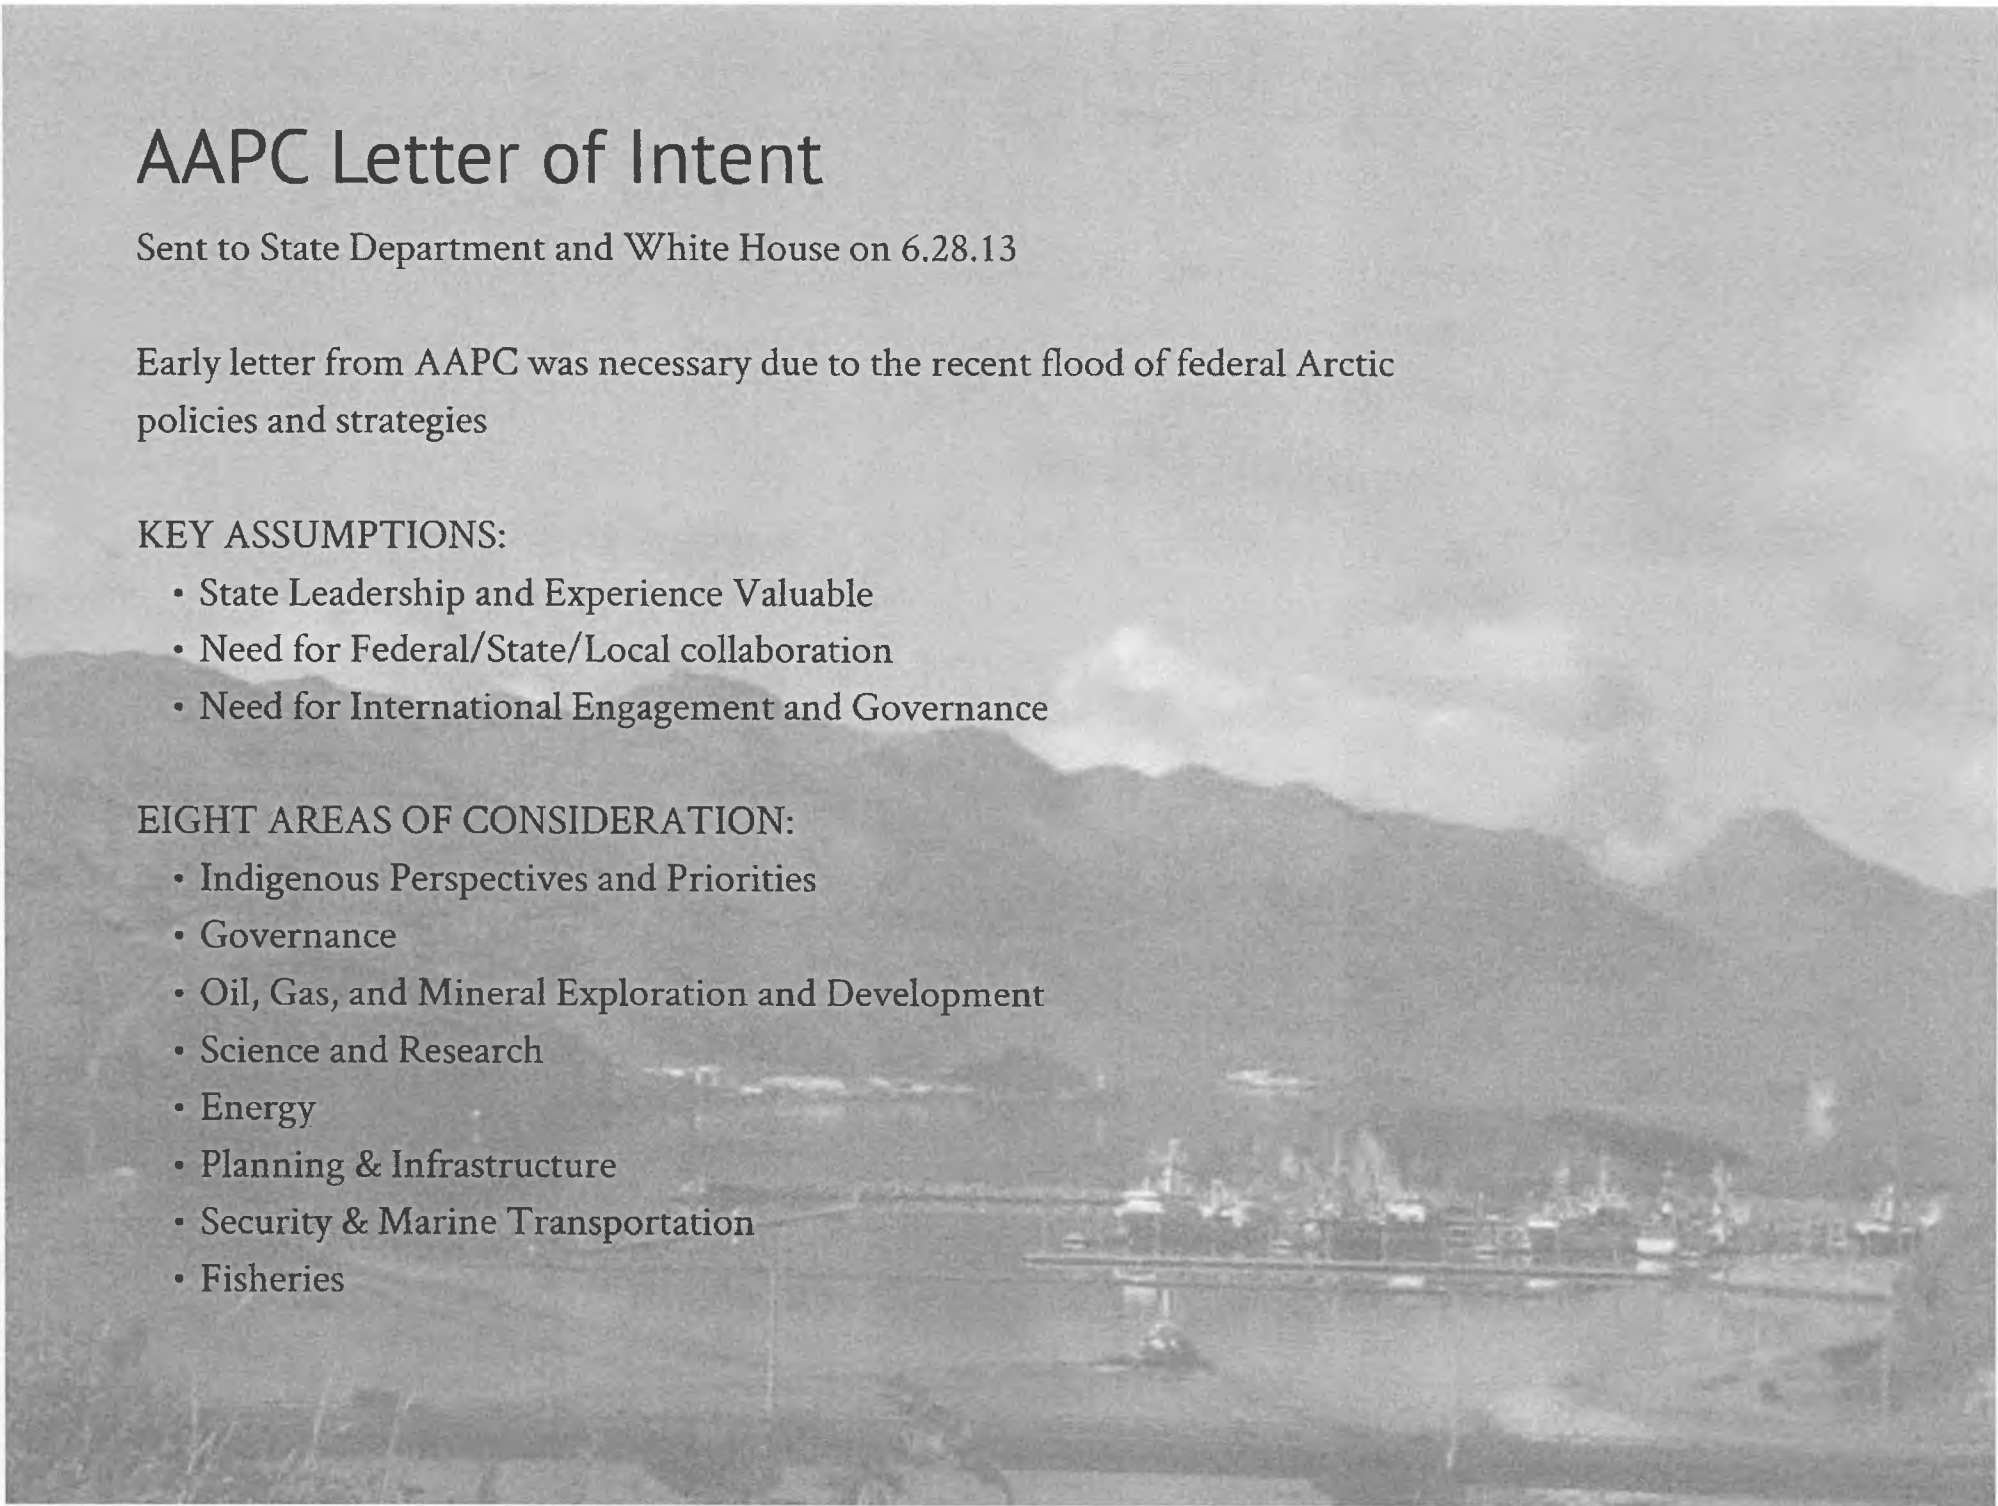 AAPC Letter of Intent
Sent to State Department and White House on 6.28.13
Early letter from AAPC was necessary due to the recent flood of federal Arctic
policies and strategies
KEY ASSUMPTIONS:
• State Leadership and Experience Valuable
• Need for Federal/State/Local collaboration
• Need for International Engagement and Governance
EIGHT AREAS OF CONSIDERATION:
• Indigenous Perspectives and Priorities
• Governance
• Oil, Gas, and Mineral Exploration and Development
• Science and Research
• Energy
• Planning & Infrastructure
• Security & Marine Transportation
• Fisheries